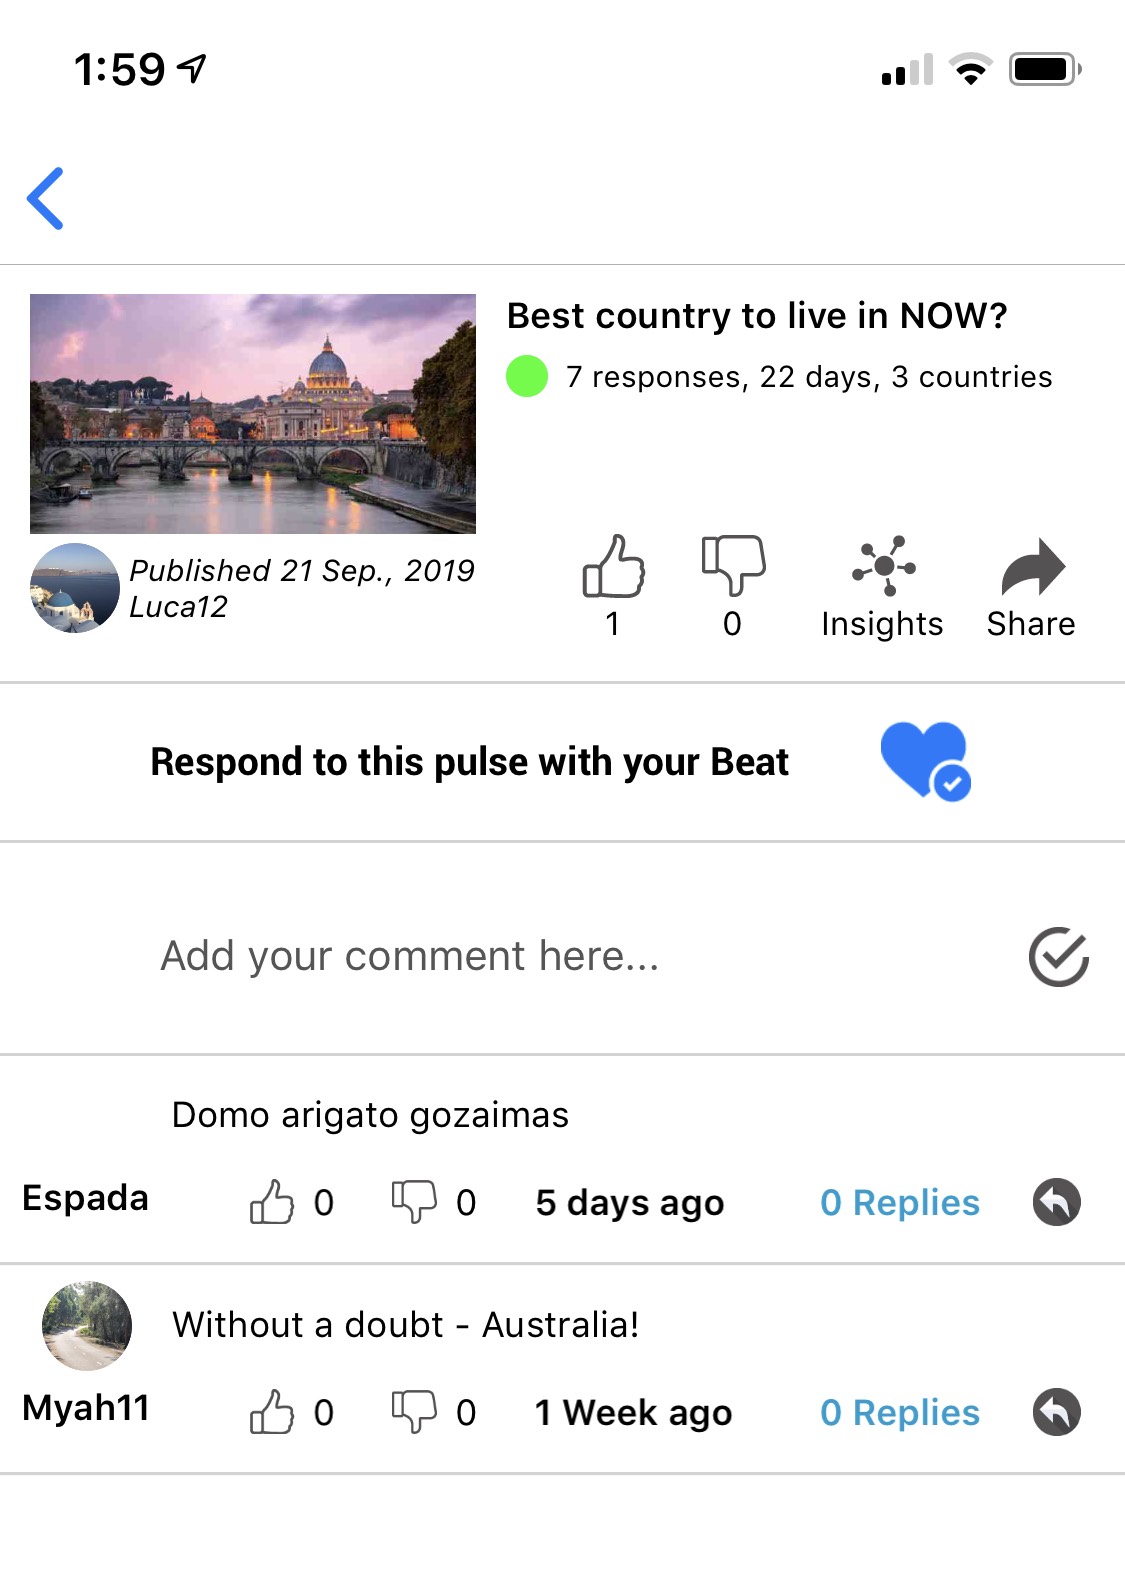 1:59
Best country to live in NOW?
7 responses, 22 days, 3 countries
Published 21 Sep., 2019
Luca12
1
0
Insights
Share
Respond to this pulse with your Beat
Add your comment here...
Domo arigato gozaimas
Espada
0
0
5 days ago
0 Replies
Without a doubt - Australia!
Myah11
0
0
1 Week ago
0 Replies